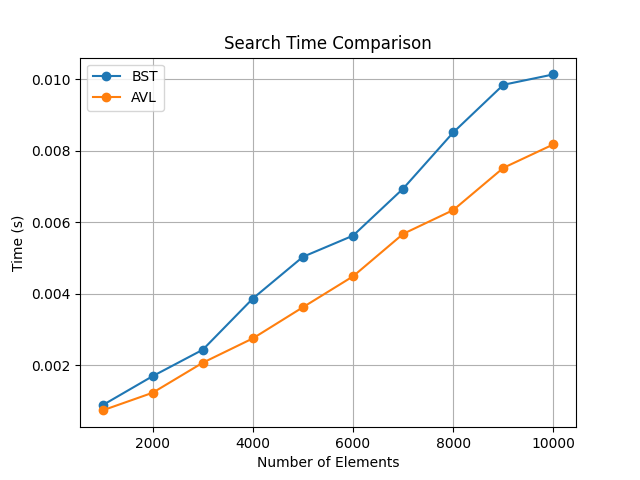 Search Time Comparison
BST
AVL
0.010
0.008
0.006
0.004
0.002
Time (s)
2000 4000 6000 8000 10000
Number of Elements